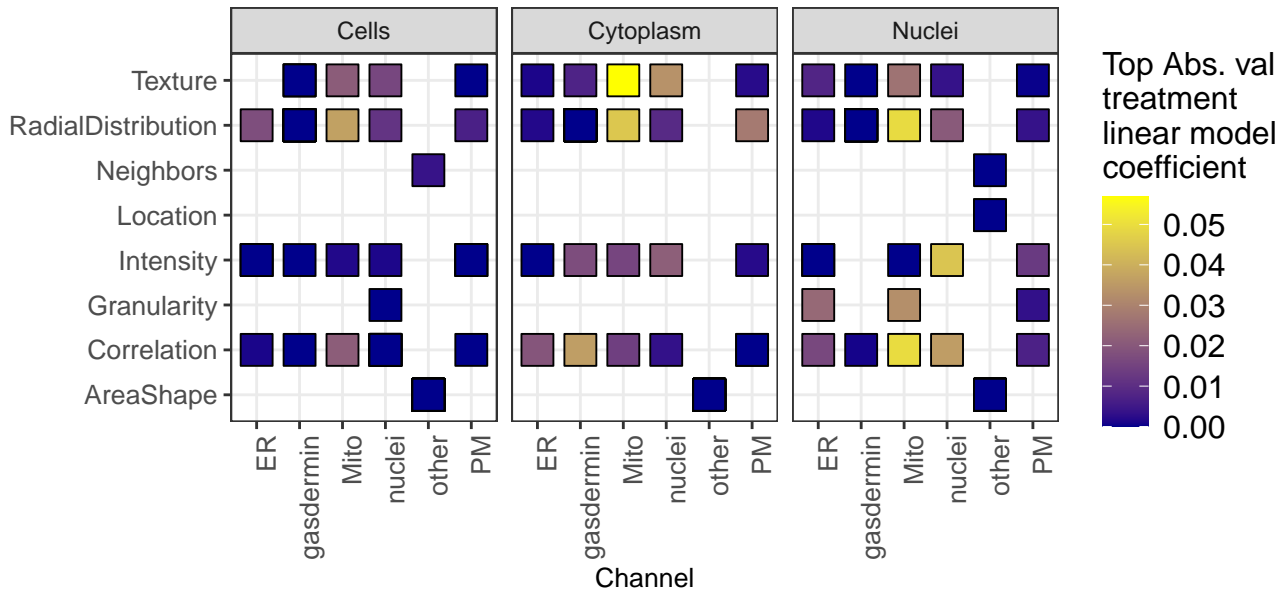 Cells
Cytoplasm
Nuclei
Texture
RadialDistribution
Neighbors
Location
Intensity
Granularity
Correlation
AreaShape
ER
gasdermin
Mito
nuclei
other
PM
ER
gasdermin
Mito
nuclei
other
PM
ER
gasdermin
Mito
nuclei
other
PM
Channel
Top Abs. val
treatment
linear model
coefficient
0.05
0.04
0.03
0.02
0.01
0.00